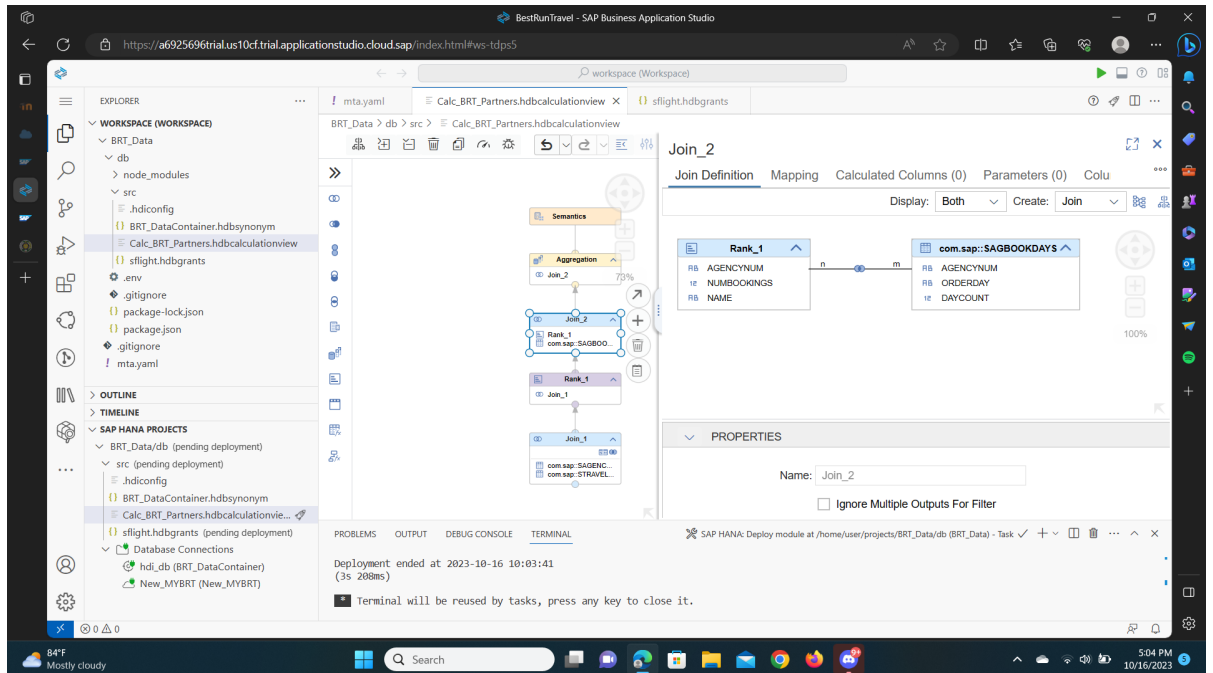 BestRunTravel - SAP Business Application Studio
https://a6925696trial.us10cf.trial.applicationstudio.cloud.sap/index.html#ws-tdps5
workspace (Workspace)
EXPLORER
WORKSPACE (WORKSPACE)
BRT_Data
db
node_modules
src
.hdiconfig
BRT_DataContainer.hdbsynonym
Calc_BRT_Partners.hdbcalculationview
sflight.hdbgrants
.env
.gitignore
package-lock.json
package.json
.gitignore
mta.yaml
OUTLINE
TIMELINE
SAP HANA PROJECTS
BRT_Data/db (pending deployment)
src (pending deployment)
.hdiconfig
BRT_DataContainer.hdbsynonym
Calc_BRT_Partners.hdbcalculationvie...
sflight.hdbgrants (pending deployment)
Database Connections
hdi_db (BRT_DataContainer)
New_MYBRT (New_MYBRT)
! mta.yaml
Calc_BRT_Partners.hdbcalculationview
sflight.hdbgrants
BRT_Data > db > src > Calc_BRT_Partners.hdbcalculationview
Semantics
Aggregation
Join_2
73%
Join_2
Rank_1
com.sap::SAGBOO...
Rank_1
Join_1
Join_1
com.sap::SAGENC...
com.sap::STRAVEL...
Join_2
Join Definition Mapping Calculated Columns (0) Parameters (0) Colu
Display: Both Create: Join
Rank_1
AB AGENCYNUM
12 NUMBOOKINGS
AB NAME
n m
com.sap::SAGBOOKDAYS
AB AGENCYNUM
AB ORDERDAY
12 DAYCOUNT
100%
PROPERTIES
Name: Join_2
Ignore Multiple Outputs For Filter
PROBLEMS OUTPUT DEBUG CONSOLE TERMINAL
SAP HANA: Deploy module at /home/user/projects/BRT_Data/db (BRT_Data) - Task
Deployment ended at 2023-10-16 10:03:41
(3s 208ms)
* Terminal will be reused by tasks, press any key to close it.
0 0
84°F
Mostly cloudy
Search
5:04 PM
10/16/2023
5